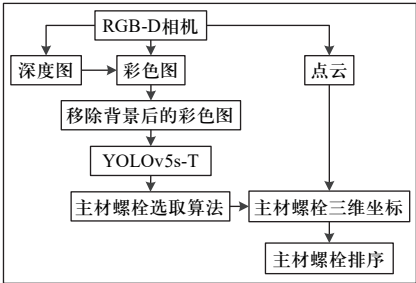 RGB-D相机
深度图
彩色图
点云
移除背景后的彩色图
YOLOv5s-T
主材螺栓选取算法
主材螺栓三维坐标
主材螺栓排序